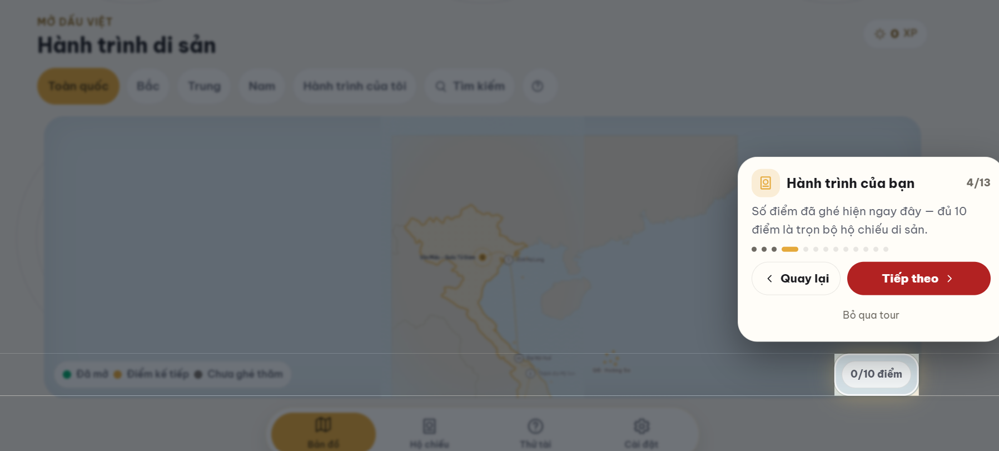 MỞ DẤU VIỆT
Hành trình di sản
0 XP
Toàn quốc
Bắc
Trung
Nam
Hành trình của tôi
Tìm kiếm
Hành trình của bạn
4/13
Số điểm đã ghé hiện ngay đây — đủ 10
điểm là trọn bộ hộ chiếu di sản.
Quay lại
Tiếp theo
Bỏ qua tour
Đã mở
Điểm kế tiếp
Chưa ghé thăm
0/10 điểm
Bản đồ
Hộ chiếu
Thử tài
Cài đặt